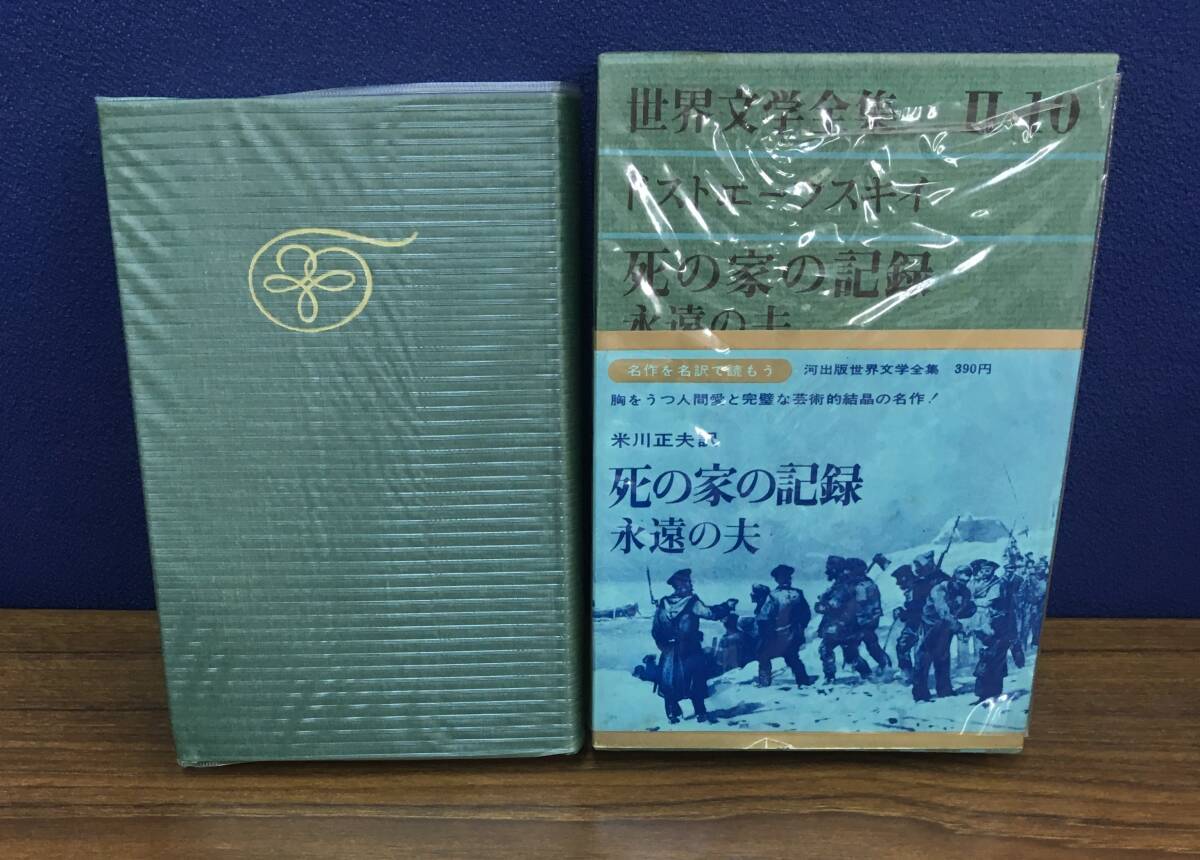 世界文学全集 II-10
ドストエーフスキイ
死の家の記録
永遠の夫
名作を名訳で読もう 河出版世界文学全集 390円
胸をうつ人間愛と完璧な芸術的結晶の名作!
米川正夫訳
死の家の記録
永遠の夫